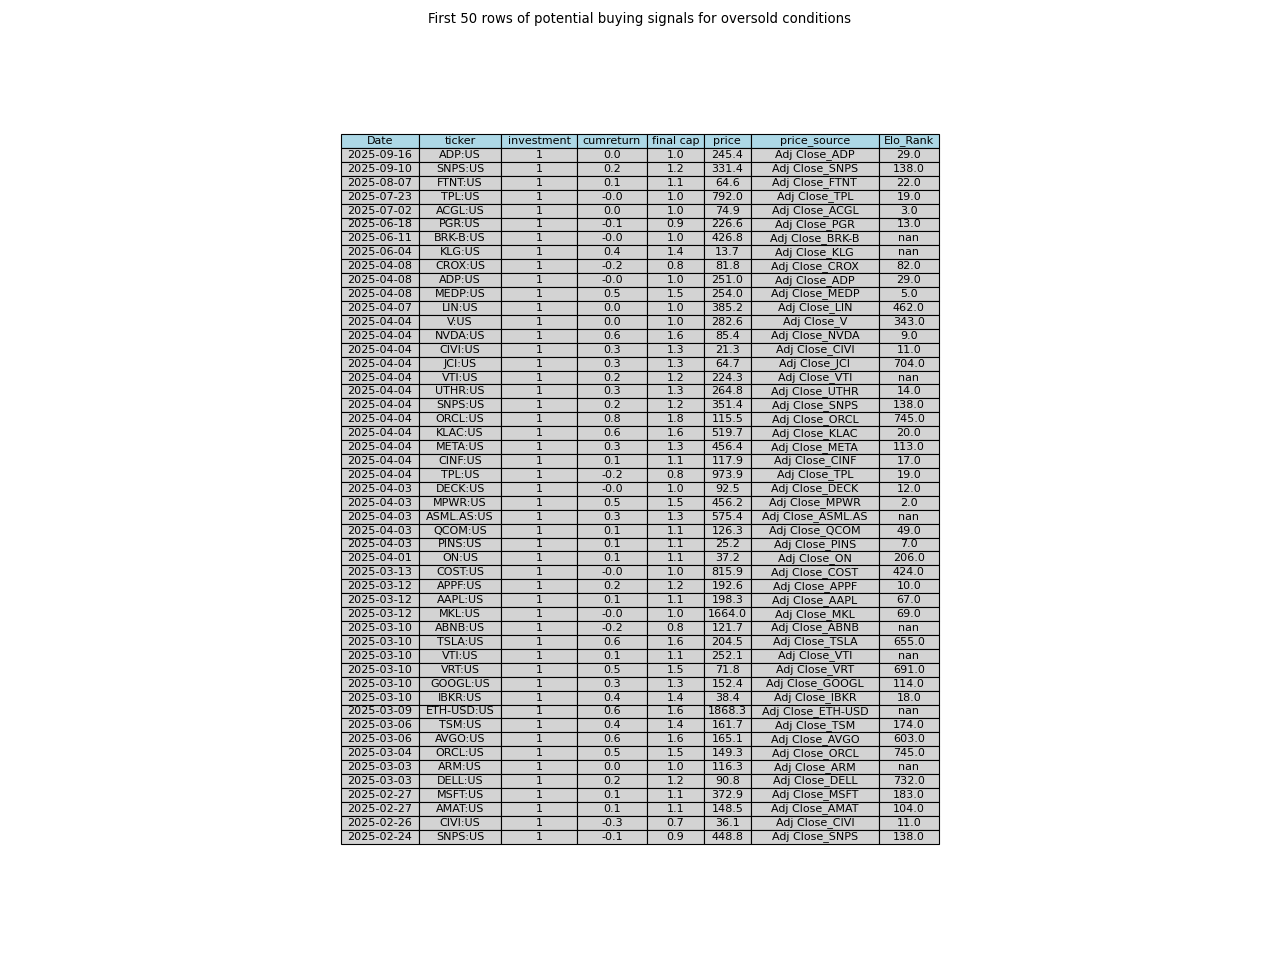 First 50 rows of potential buying signals for oversold conditions
Date ticker investment cumreturn final cap price price_source Elo_Rank
2025-09-16 ADP:US 1 0.0 1.0 245.4 Adj Close_ADP 29.0
2025-09-10 SNPS:US 1 0.2 1.2 331.4 Adj Close_SNPS 138.0
2025-08-07 FTNT:US 1 0.1 1.1 64.6 Adj Close_FTNT 22.0
2025-07-23 TPL:US 1 -0.0 1.0 792.0 Adj Close_TPL 19.0
2025-07-02 ACGL:US 1 0.0 1.0 74.9 Adj Close_ACGL 3.0
2025-06-18 PGR:US 1 -0.1 0.9 226.6 Adj Close_PGR 13.0
2025-06-11 BRK-B:US 1 -0.0 1.0 426.8 Adj Close_BRK-B nan
2025-06-04 KLG:US 1 0.4 1.4 13.7 Adj Close_KLG nan
2025-04-08 CROX:US 1 -0.2 0.8 81.8 Adj Close_CROX 82.0
2025-04-08 ADP:US 1 -0.0 1.0 251.0 Adj Close_ADP 29.0
2025-04-08 MEDP:US 1 0.5 1.5 254.0 Adj Close_MEDP 5.0
2025-04-07 LIN:US 1 0.0 1.0 385.2 Adj Close_LIN 462.0
2025-04-04 V:US 1 0.0 1.0 282.6 Adj Close_V 343.0
2025-04-04 NVDA:US 1 0.6 1.6 85.4 Adj Close_NVDA 9.0
2025-04-04 CIVI:US 1 0.3 1.3 21.3 Adj Close_CIVI 11.0
2025-04-04 JCI:US 1 0.3 1.3 64.7 Adj Close_JCI 704.0
2025-04-04 VTI:US 1 0.2 1.2 224.3 Adj Close_VTI nan
2025-04-04 UTHR:US 1 0.3 1.3 264.8 Adj Close_UTHR 14.0
2025-04-04 SNPS:US 1 0.2 1.2 351.4 Adj Close_SNPS 138.0
2025-04-04 ORCL:US 1 0.8 1.8 115.5 Adj Close_ORCL 745.0
2025-04-04 KLAC:US 1 0.6 1.6 519.7 Adj Close_KLAC 20.0
2025-04-04 META:US 1 0.3 1.3 456.4 Adj Close_META 113.0
2025-04-04 CINF:US 1 0.1 1.1 117.9 Adj Close_CINF 17.0
2025-04-04 TPL:US 1 -0.2 0.8 973.9 Adj Close_TPL 19.0
2025-04-03 DECK:US 1 -0.0 1.0 92.5 Adj Close_DECK 12.0
2025-04-03 MPWR:US 1 0.5 1.5 456.2 Adj Close_MPWR 2.0
2025-04-03 ASML.AS:US 1 0.3 1.3 575.4 Adj Close_ASML.AS nan
2025-04-03 QCOM:US 1 0.1 1.1 126.3 Adj Close_QCOM 49.0
2025-04-03 PINS:US 1 0.1 1.1 25.2 Adj Close_PINS 7.0
2025-04-01 ON:US 1 0.1 1.1 37.2 Adj Close_ON 206.0
2025-03-13 COST:US 1 -0.0 1.0 815.9 Adj Close_COST 424.0
2025-03-12 APPF:US 1 0.2 1.2 192.6 Adj Close_APPF 10.0
2025-03-12 AAPL:US 1 0.1 1.1 198.3 Adj Close_AAPL 67.0
2025-03-12 MKL:US 1 -0.0 1.0 1664.0 Adj Close_MKL 69.0
2025-03-10 ABNB:US 1 -0.2 0.8 121.7 Adj Close_ABNB nan
2025-03-10 TSLA:US 1 0.6 1.6 204.5 Adj Close_TSLA 655.0
2025-03-10 VTI:US 1 0.1 1.1 252.1 Adj Close_VTI nan
2025-03-10 VRT:US 1 0.5 1.5 71.8 Adj Close_VRT 691.0
2025-03-10 GOOGL:US 1 0.3 1.3 152.4 Adj Close_GOOGL 114.0
2025-03-10 IBKR:US 1 0.4 1.4 38.4 Adj Close_IBKR 18.0
2025-03-09 ETH-USD:US 1 0.6 1.6 1868.3 Adj Close_ETH-USD nan
2025-03-06 TSM:US 1 0.4 1.4 161.7 Adj Close_TSM 174.0
2025-03-06 AVGO:US 1 0.6 1.6 165.1 Adj Close_AVGO 603.0
2025-03-04 ORCL:US 1 0.5 1.5 149.3 Adj Close_ORCL 745.0
2025-03-03 ARM:US 1 0.0 1.0 116.3 Adj Close_ARM nan
2025-03-03 DELL:US 1 0.2 1.2 90.8 Adj Close_DELL 732.0
2025-02-27 MSFT:US 1 0.1 1.1 372.9 Adj Close_MSFT 183.0
2025-02-27 AMAT:US 1 0.1 1.1 148.5 Adj Close_AMAT 104.0
2025-02-26 CIVI:US 1 -0.3 0.7 36.1 Adj Close_CIVI 11.0
2025-02-24 SNPS:US 1 -0.1 0.9 448.8 Adj Close_SNPS 138.0